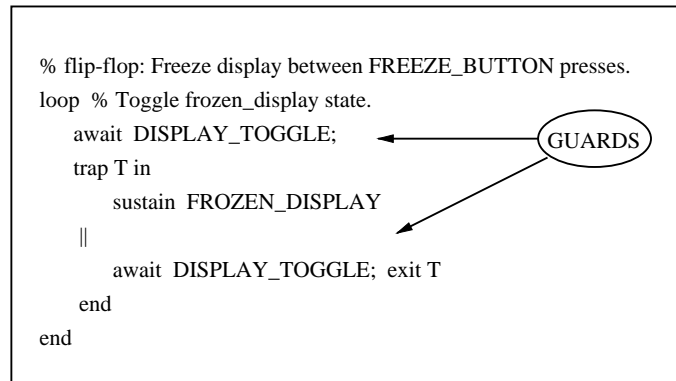 % flip-flop: Freeze display between FREEZE_BUTTON presses.
loop % Toggle frozen_display state.
await DISPLAY_TOGGLE;
GUARDS
trap T in
sustain FROZEN_DISPLAY
||
await DISPLAY_TOGGLE; exit T
end
end